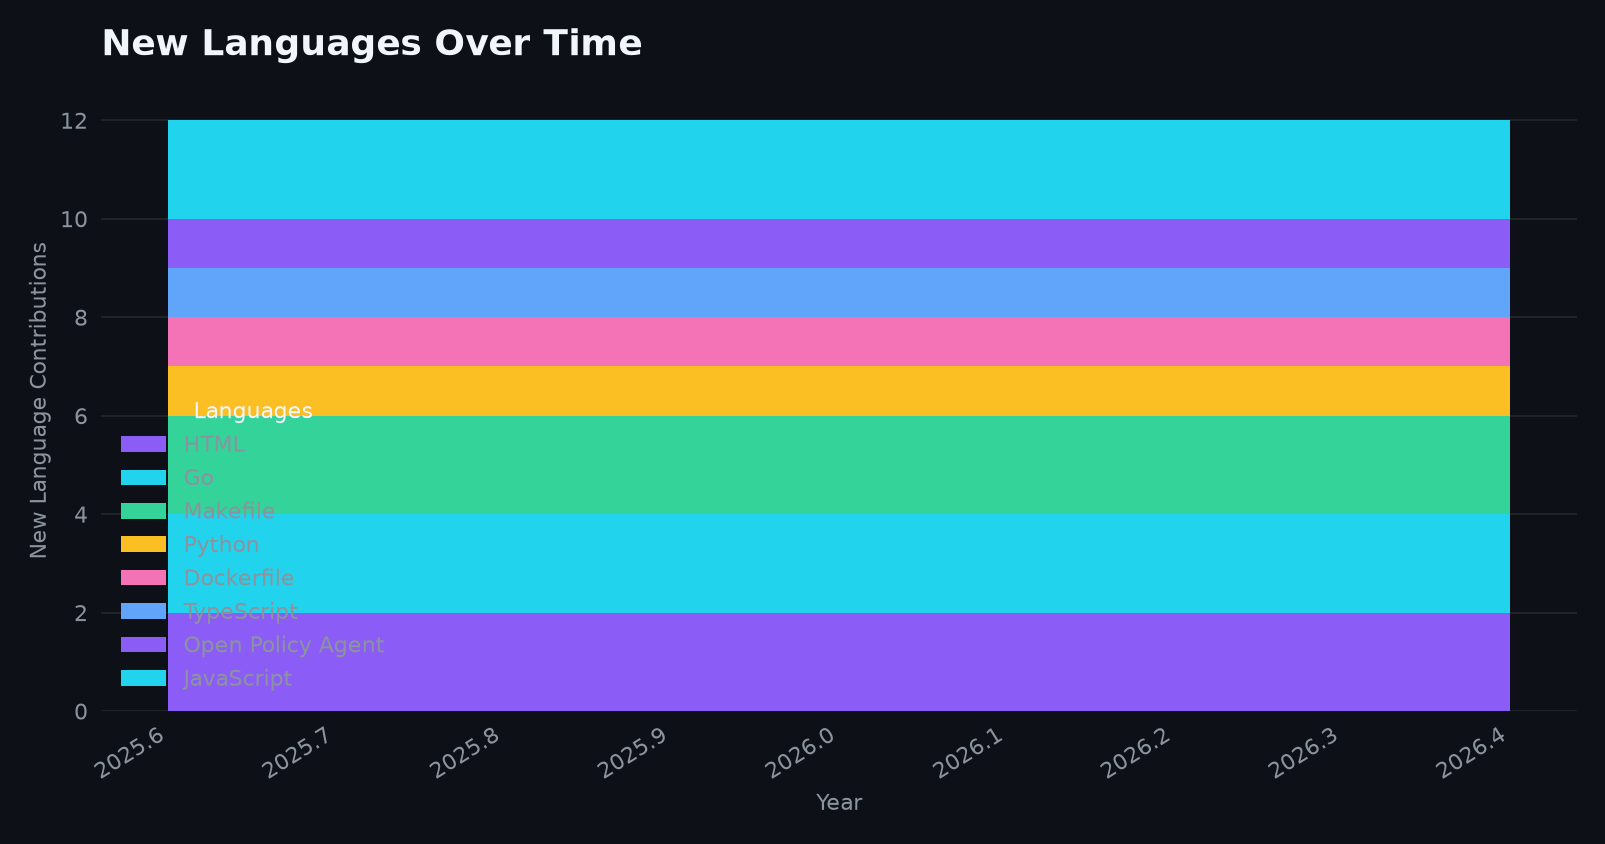 New Languages Over Time
12
10
8
6
4
2
0
New Language Contributions
Languages
HTML
Go
Makefile
Python
Dockerfile
TypeScript
Open Policy Agent
JavaScript
2025.6
2025.7
2025.8
2025.9
2026.0
2026.1
2026.2
2026.3
2026.4
Year